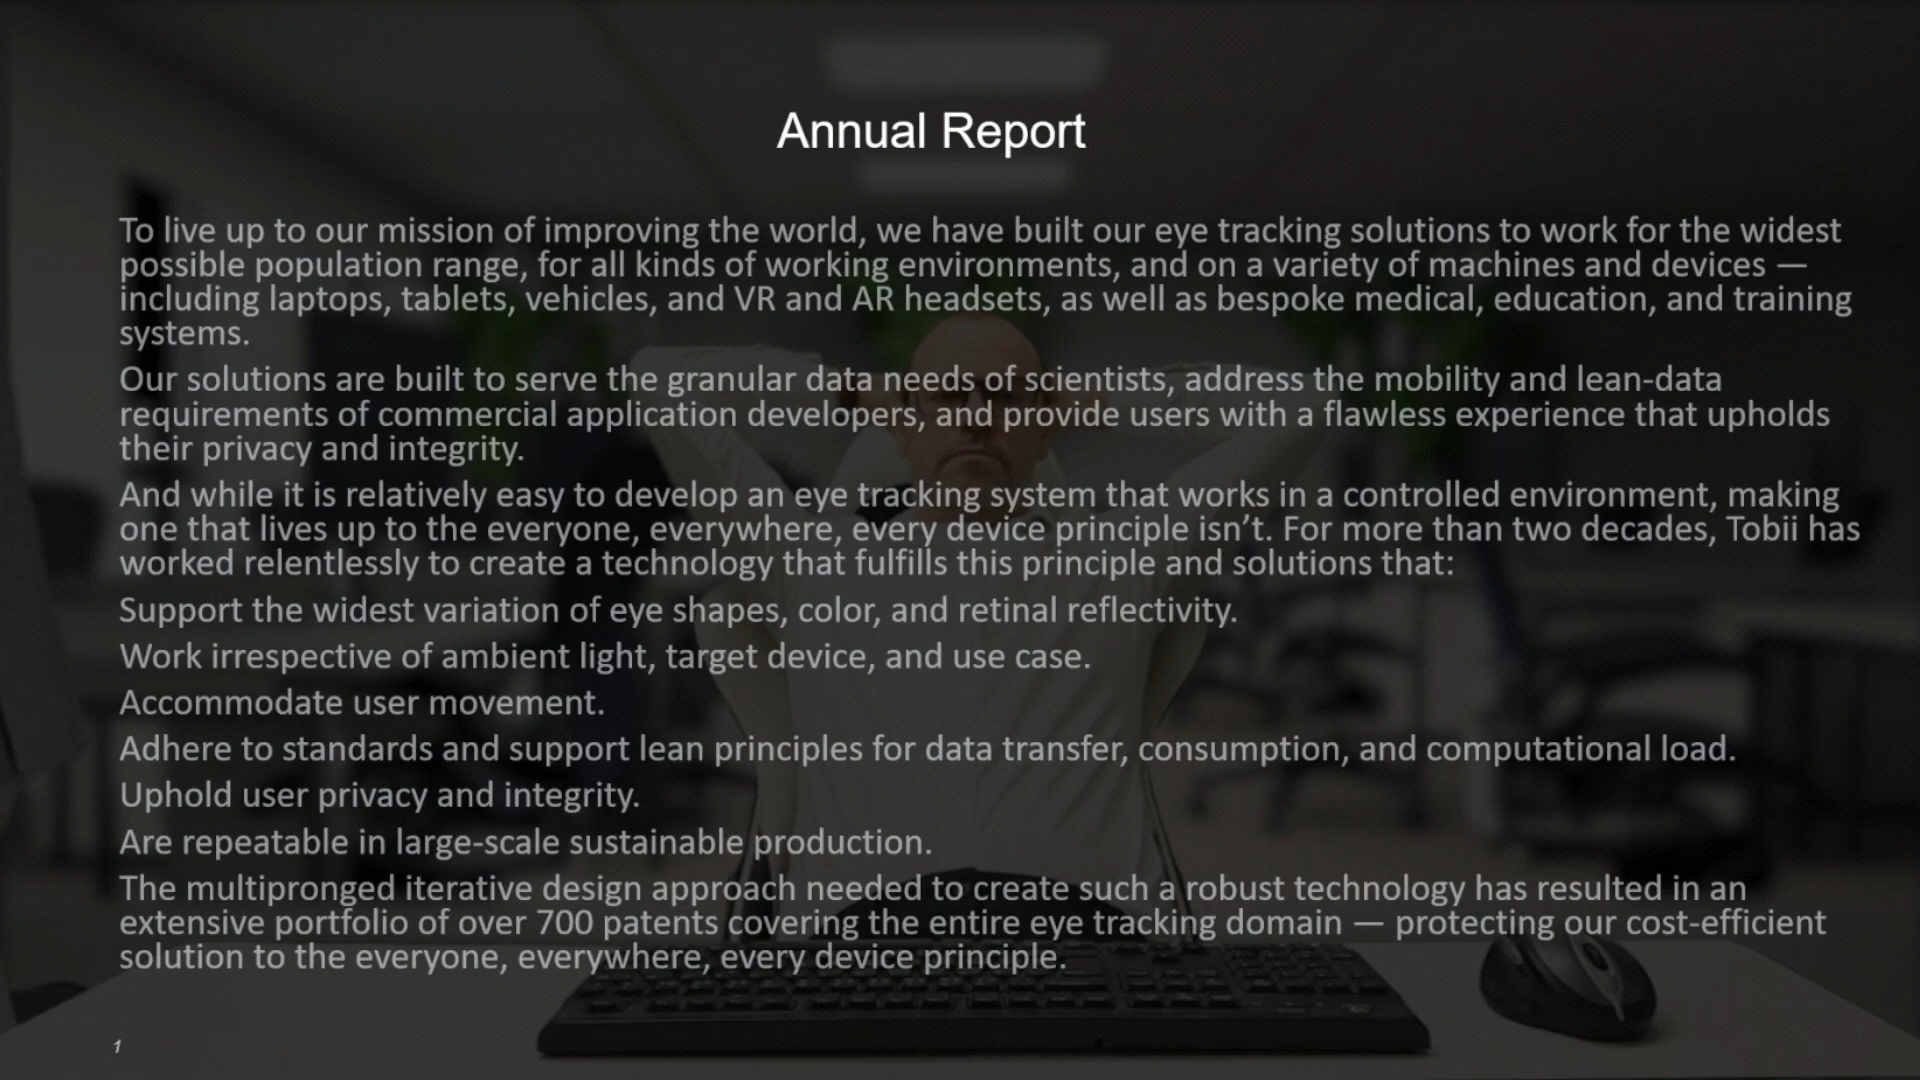 Annual Report
To live up to our mission of improving the world, we have built our eye tracking solutions to work for the widest
possible population range, for all kinds of working environments, and on a variety of machines and devices —
including laptops, tablets, vehicles, and VR and AR headsets, as well as bespoke medical, education, and training
systems.
Our solutions are built to serve the granular data needs of scientists, address the mobility and lean-data
requirements of commercial application developers, and provide users with a flawless experience that upholds
their privacy and integrity.
And while it is relatively easy to develop an eye tracking system that works in a controlled environment, making
one that lives up to the everyone, everywhere, every device principle isn’t. For more than two decades, Tobii has
worked relentlessly to create a technology that fulfills this principle and solutions that:
Support the widest variation of eye shapes, color, and retinal reflectivity.
Work irrespective of ambient light, target device, and use case.
Accommodate user movement.
Adhere to standards and support lean principles for data transfer, consumption, and computational load.
Uphold user privacy and integrity.
Are repeatable in large-scale sustainable production.
The multipronged iterative design approach needed to create such a robust technology has resulted in an
extensive portfolio of over 700 patents covering the entire eye tracking domain — protecting our cost-efficient
solution to the everyone, everywhere, every device principle.
1